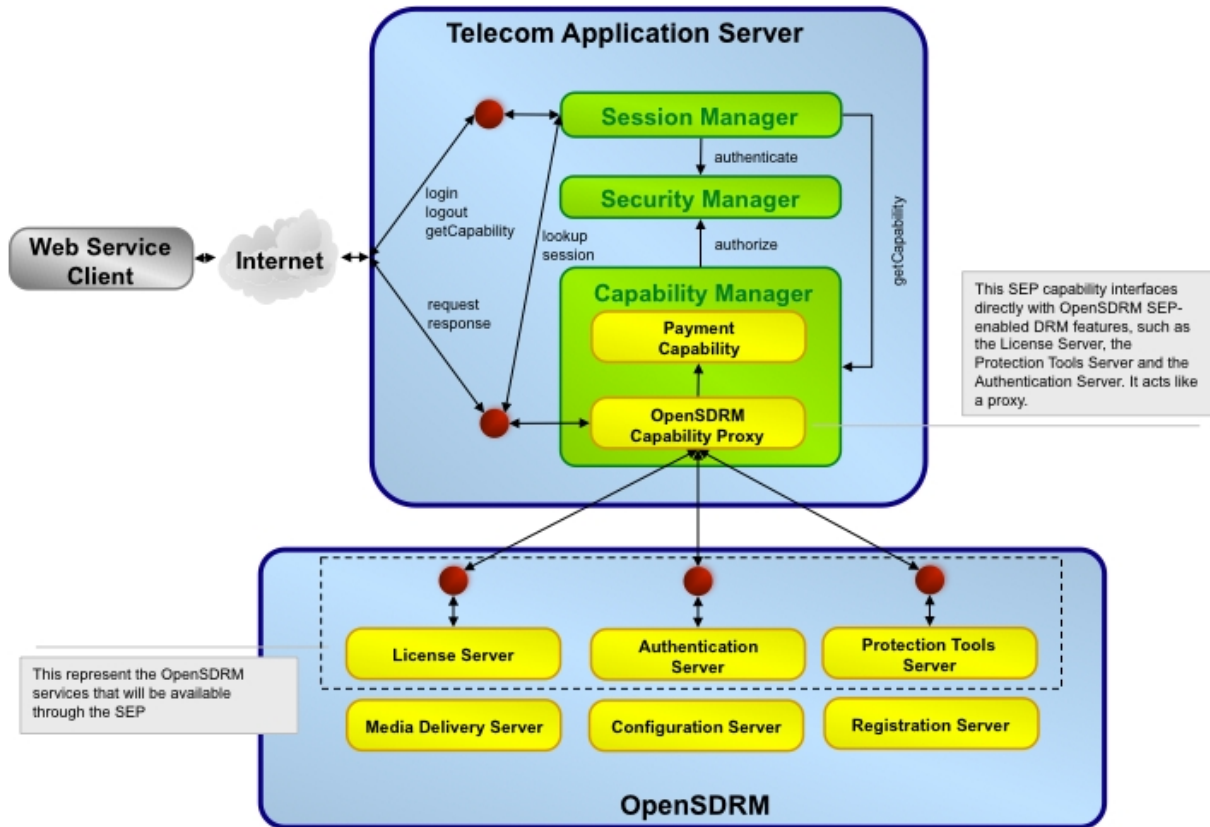 Telecom Application Server
Session Manager
authenticate
login
logout
getCapability
Security Manager
lookup
session
authorize
getCapability
Web Service
Client
Internet
request
response
Capability Manager
Payment
Capability
OpenSDRM
Capability Proxy
This SEP capability interfaces
directly with OpenSDRM SEP-
enabled DRM features, such as
the License Server, the
Protection Tools Server and the
Authentication Server. It acts like
a proxy.
License Server
Authentication
Server
Protection Tools
Server
This represent the OpenSDRM
services that will be available
through the SEP
Media Delivery Server
Configuration Server
Registration Server
OpenSDRM